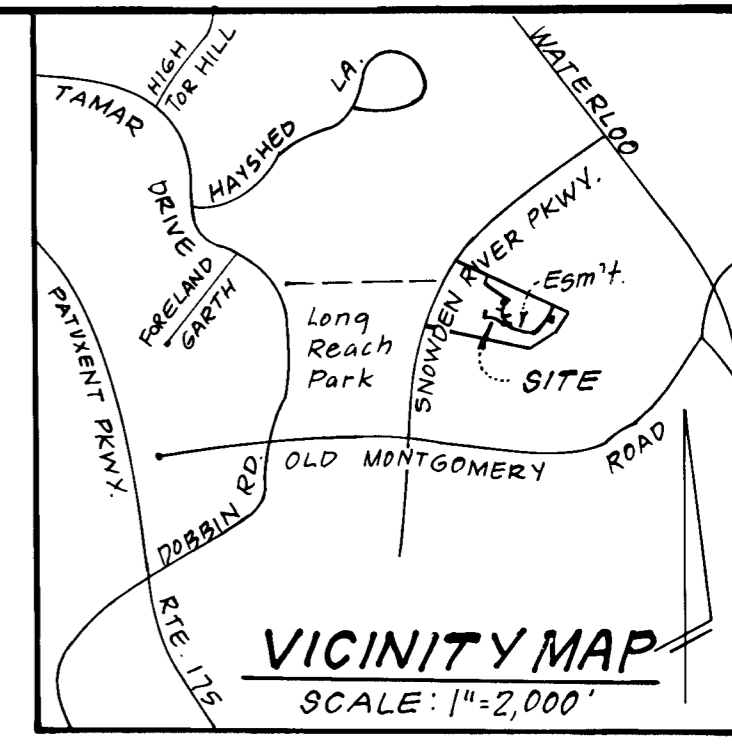 HIGH
TOR HILL
TAMAR
DRIVE
HAYSHED LA.
WATERLOO
SNOWDEN RIVER PKWY.
Esm't.
FORELAND
GARTH
Long
Reach
Park
SITE
PATUXENT PKWY.
OLD MONTGOMERY ROAD
DOBBIN RD.
RTE. 175
VICINITY MAP
SCALE: 1"=2,000'